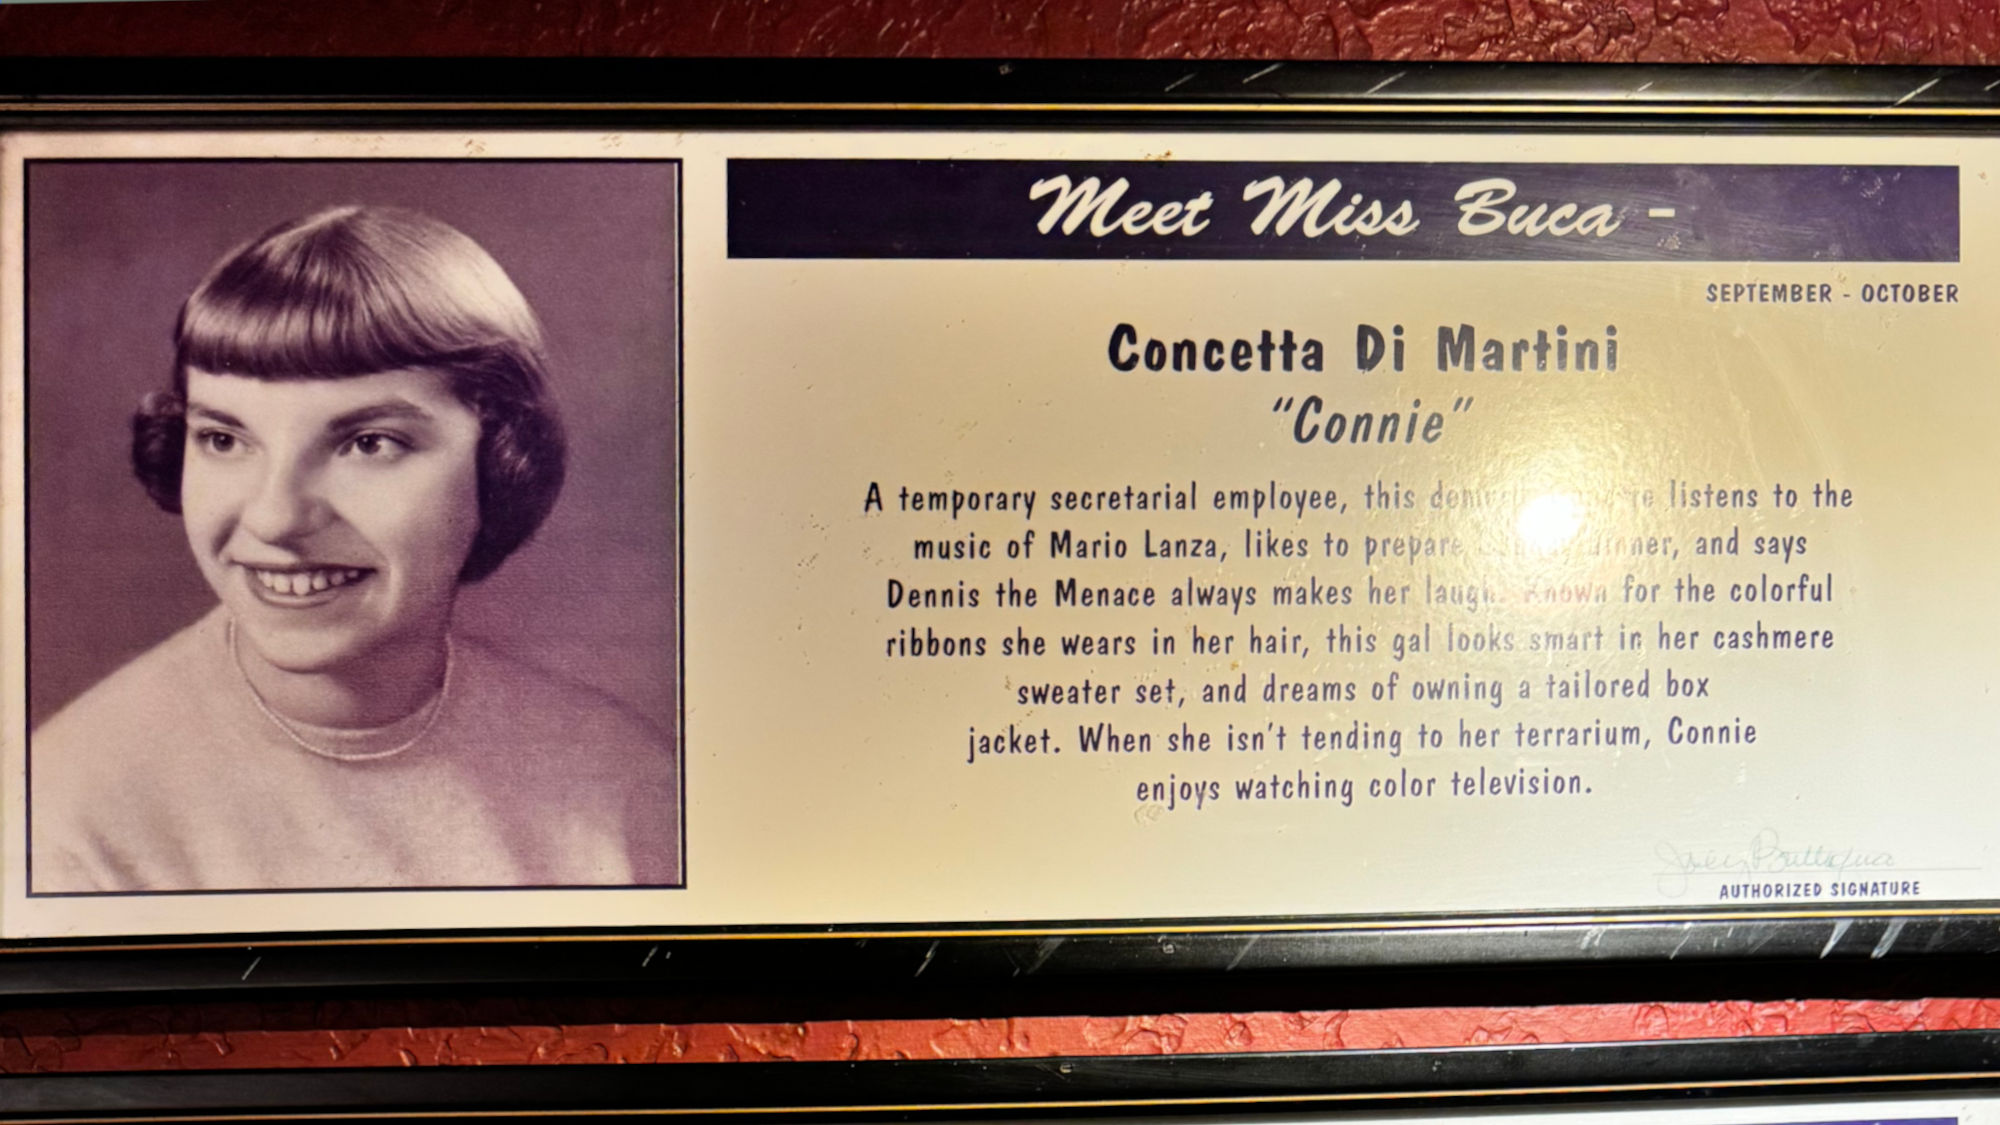 Meet Miss Buca -
SEPTEMBER - OCTOBER
Concetta Di Martini
"Connie"
A temporary secretarial employee, this listens to the
music of Mario Lanza, likes to prepare dinner, and says
Dennis the Menace always makes her laugh. Known for the colorful
ribbons she wears in her hair, this gal looks smart in her cashmere
sweater set, and dreams of owning a tailored box
jacket. When she isn't tending to her terrarium, Connie
enjoys watching color television.
AUTHORIZED SIGNATURE